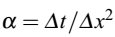 α = Δt/Δx²